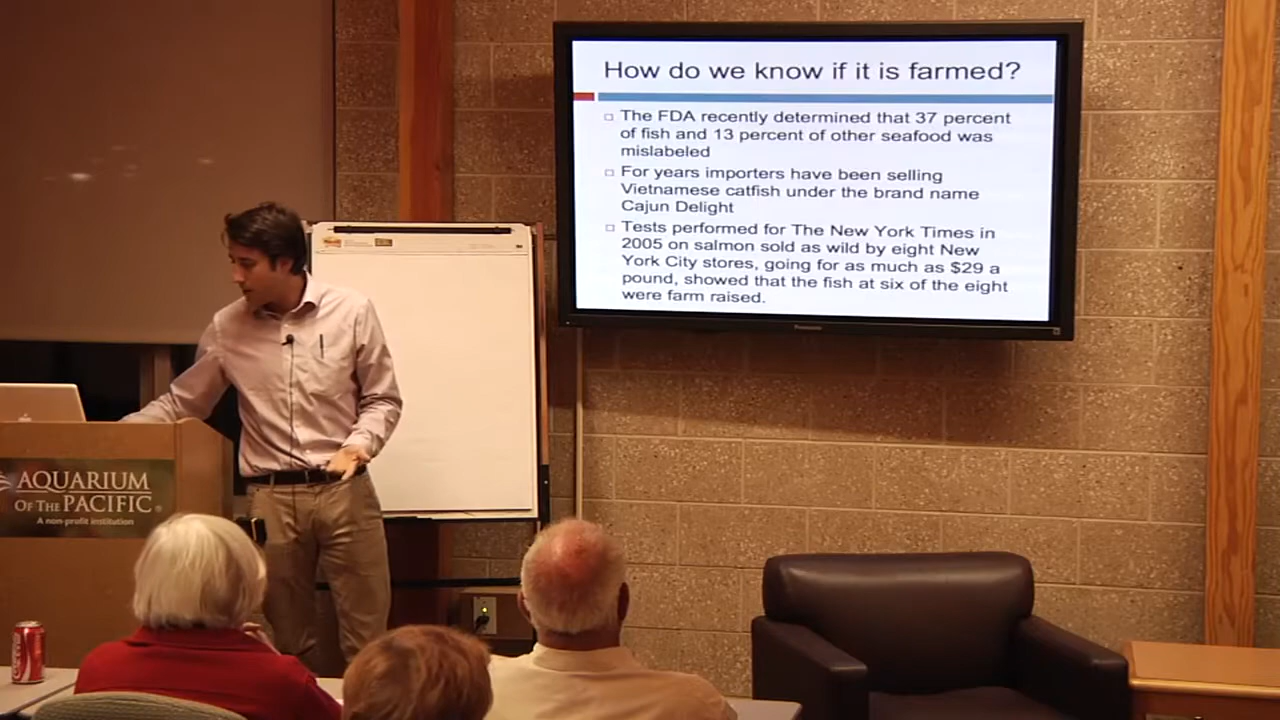 How do we know if it is farmed?
The FDA recently determined that 37 percent
of fish and 13 percent of other seafood was
mislabeled
For years importers have been selling
Vietnamese catfish under the brand name
Cajun Delight
Tests performed for The New York Times in
2005 on salmon sold as wild by eight New
York City stores, going for as much as $29 a
pound, showed that the fish at six of the eight
were farm raised.
Panasonic
AQUARIUM
OF THE PACIFIC
A non-profit institution